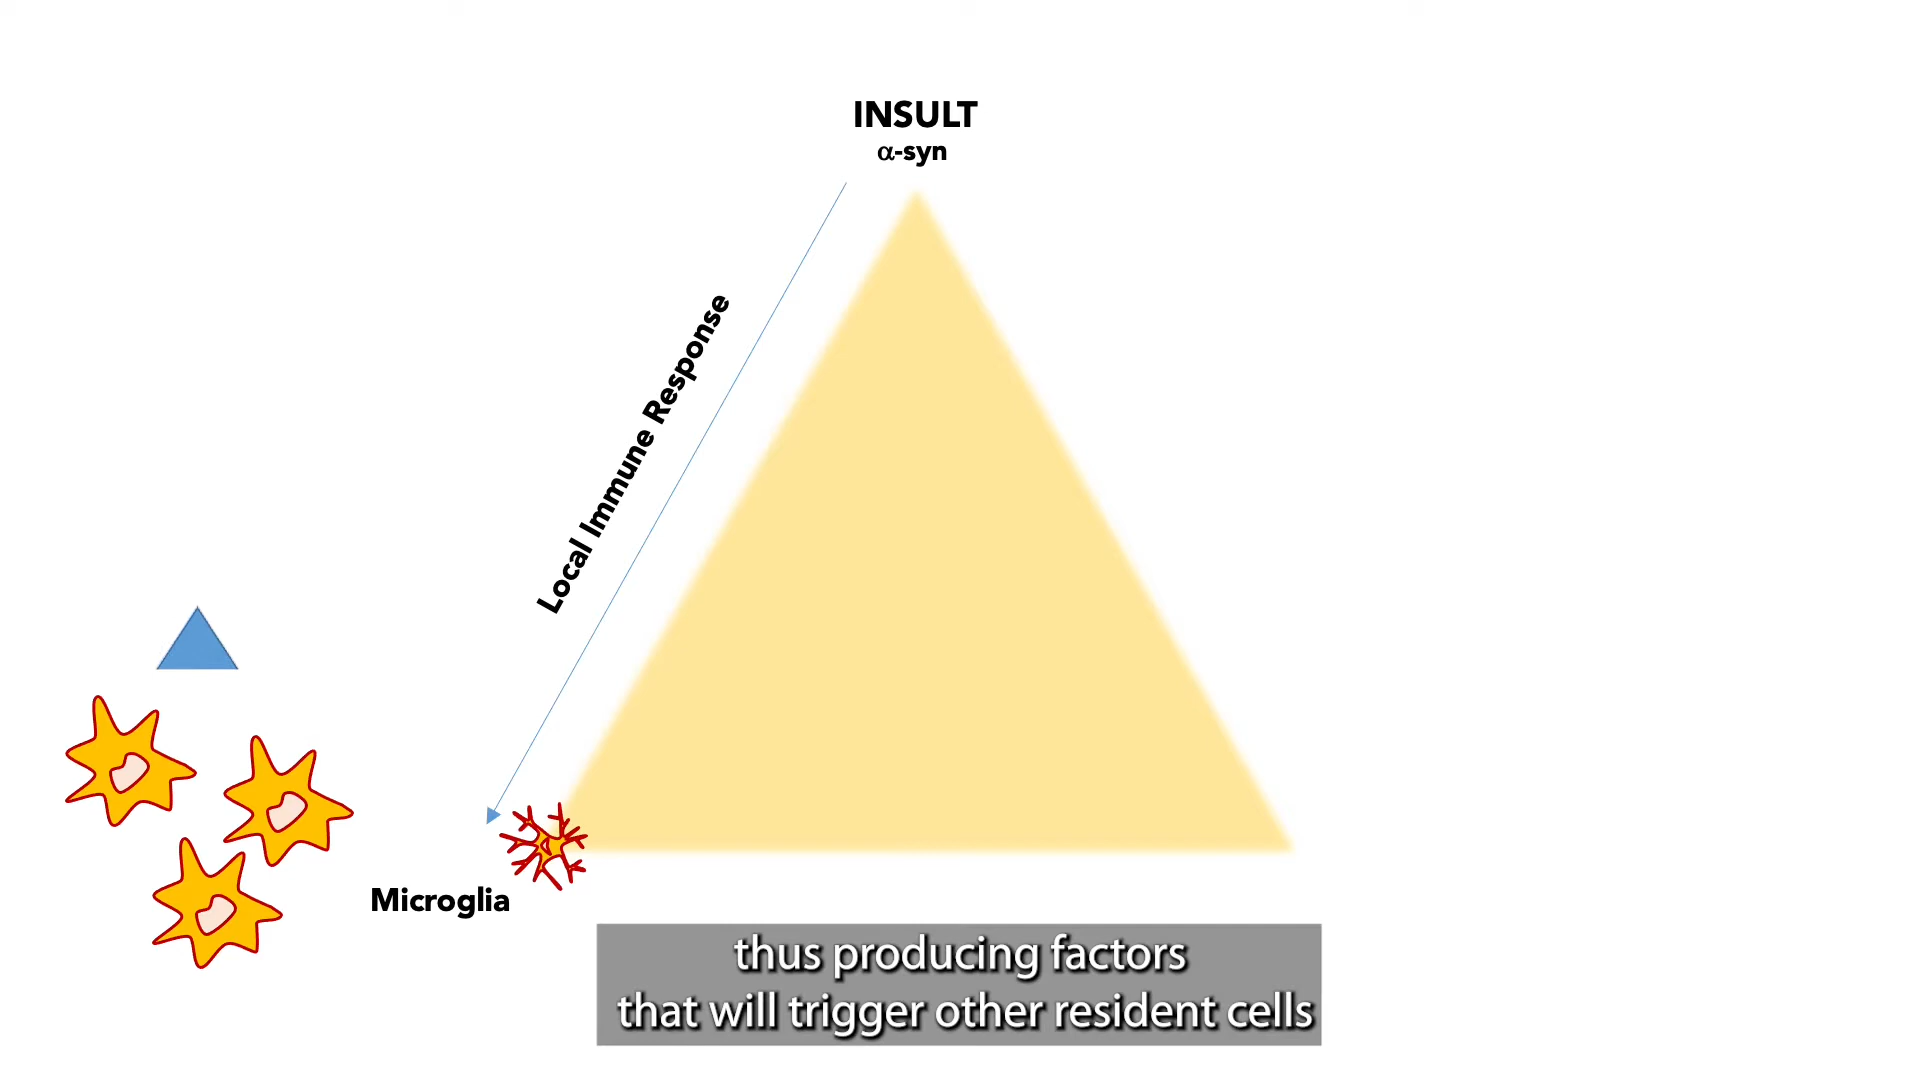 INSULT
α-syn
Local Immune Response
Microglia
thus producing factors
that will trigger other resident cells